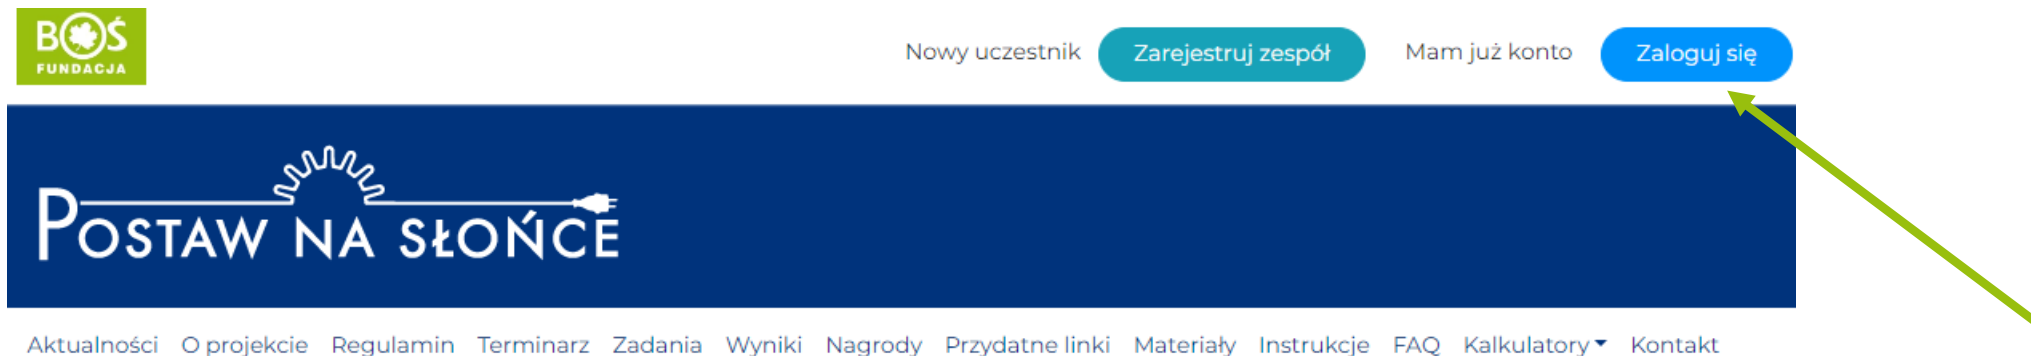 BOŚ
FUNDACJA
Nowy uczestnik Zarejestruj zespół Mam już konto Zaloguj się
POSTAW NA SŁOŃCE
Aktualności O projekcie Regulamin Terminarz Zadania Wyniki Nagrody Przydatne linki Materiały Instrukcje FAQ Kalkulatory Kontakt